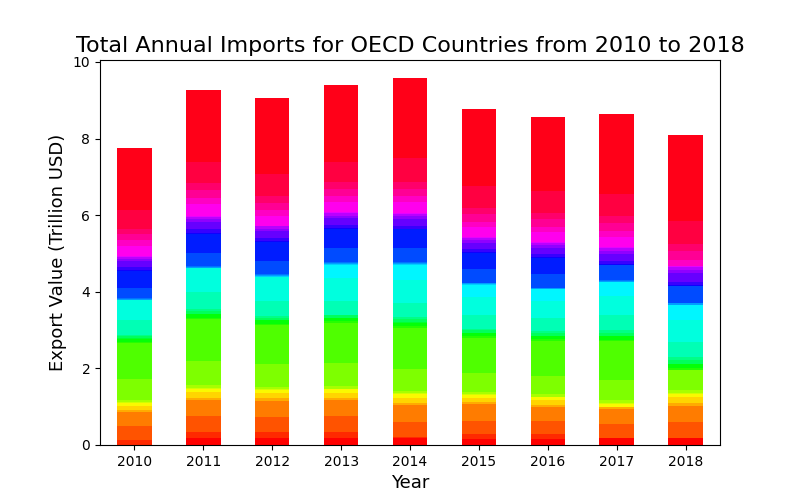 Total Annual Imports for OECD Countries from 2010 to 2018
Export Value (Trillion USD)
10
8
6
4
2
0
2010 2011 2012 2013 2014 2015 2016 2017 2018
Year